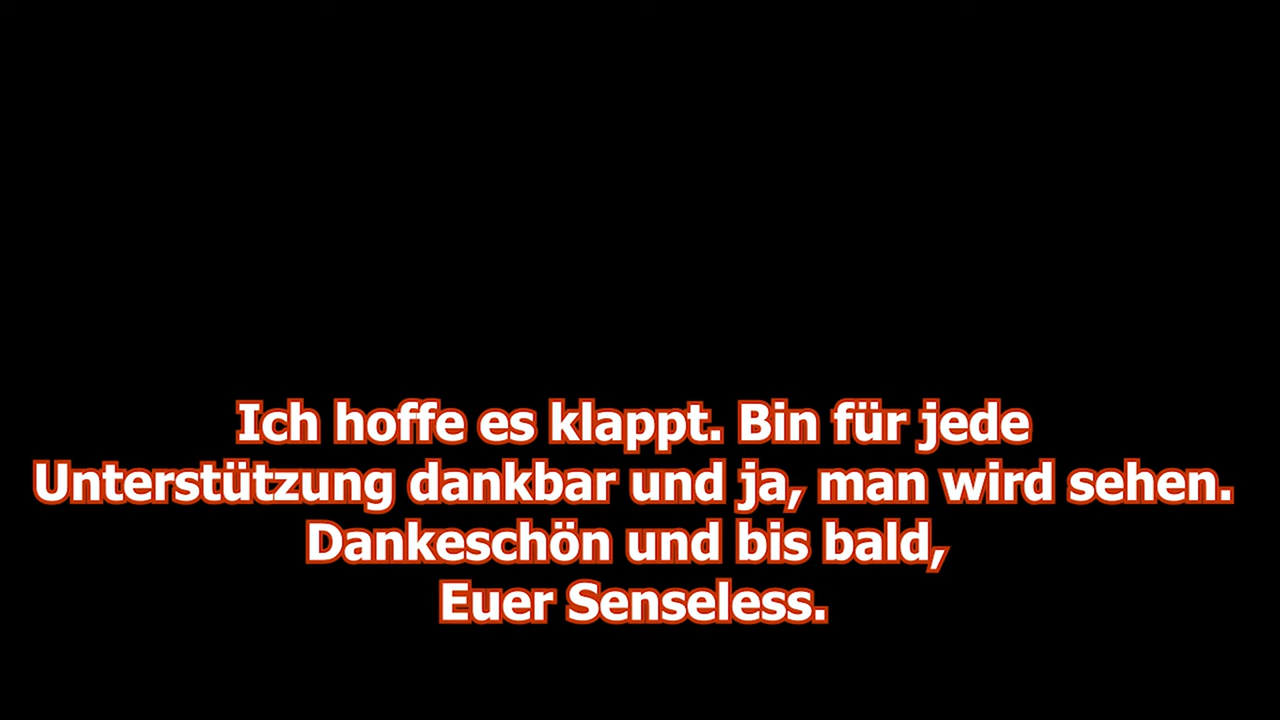 Ich hoffe es klappt. Bin für jede
Unterstützung dankbar und ja, man wird sehen.
Dankeschön und bis bald,
Euer Senseless.